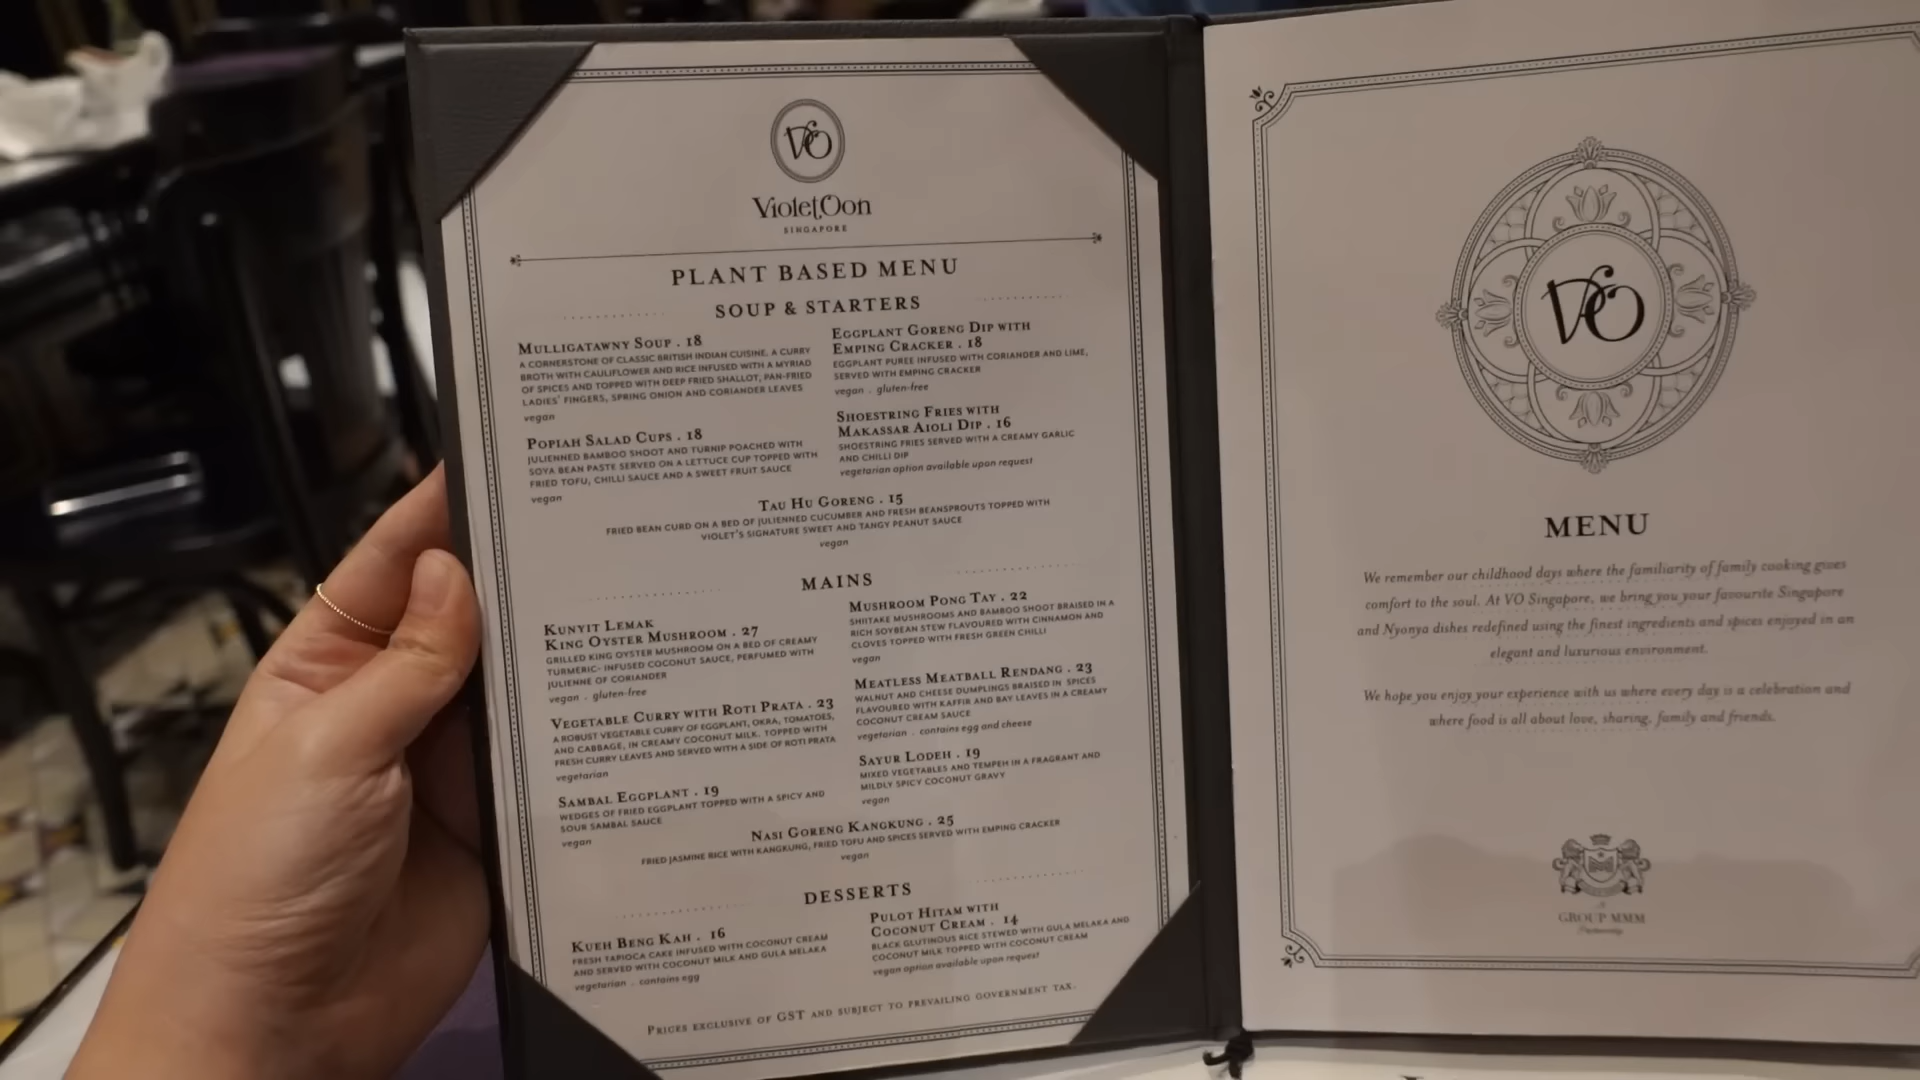 VO
Violet Oon
SINGAPORE
PLANT BASED MENU
SOUP & STARTERS
MULLIGATAWNY SOUP . 18
A CORNERSTONE OF CLASSIC BRITISH INDIAN CUISINE. A CURRY
BROTH WITH CAULIFLOWER AND RICE INFUSED WITH A MYRIAD
OF SPICES AND TOPPED WITH DEEP FRIED SHALLOT, PAN-FRIED
LADIES' FINGERS, SPRING ONION AND CORIANDER LEAVES
vegan
POPIAH SALAD CUPS . 18
JULIENNED BAMBOO SHOOT AND TURNIP POACHED WITH
SOYA BEAN PASTE SERVED ON A LETTUCE CUP TOPPED WITH
FRIED TOFU, CHILLI SAUCE AND A SWEET FRUIT SAUCE
vegan
EGGPLANT GORENG DIP WITH
EMPING CRACKER . 18
EGGPLANT PUREE INFUSED WITH CORIANDER AND LIME,
SERVED WITH EMPING CRACKER
vegan . gluten-free
SHOESTRING FRIES WITH
MAKASSAR AIOLI DIP . 16
SHOESTRING FRIES SERVED WITH A CREAMY GARLIC
AND CHILLI DIP
vegetarian option available upon request
TAU HU GORENG . 15
FRIED BEAN CURD ON A BED OF JULIENNED CUCUMBER AND FRESH BEANSPROUTS TOPPED WITH
VIOLET'S SIGNATURE SWEET AND TANGY PEANUT SAUCE
vegan
MAINS
KUNYIT LEMAK
KING OYSTER MUSHROOM . 27
GRILLED KING OYSTER MUSHROOM ON A BED OF CREAMY
TURMERIC- INFUSED COCONUT SAUCE, PERFUMED WITH
JULIENNE OF CORIANDER
vegan . gluten-free
VEGETABLE CURRY WITH ROTI PRATA . 23
A ROBUST VEGETABLE CURRY OF EGGPLANT, OKRA, TOMATOES,
AND CABBAGE, IN CREAMY COCONUT MILK. TOPPED WITH
FRESH CURRY LEAVES AND SERVED WITH A SIDE OF ROTI PRATA
vegetarian
SAMBAL EGGPLANT . 19
WEDGES OF FRIED EGGPLANT TOPPED WITH A SPICY AND
SOUR SAMBAL SAUCE
vegan
MUSHROOM PONG TAY . 22
SHIITAKE MUSHROOMS AND BAMBOO SHOOT BRAISED IN A
RICH SOYBEAN STEW FLAVOURED WITH CINNAMON AND
CLOVES TOPPED WITH FRESH GREEN CHILLI
vegan
MEATLESS MEATBALL RENDANG . 23
WALNUT AND CHEESE DUMPLINGS BRAISED IN SPICES
FLAVOURED WITH KAFFIR AND BAY LEAVES IN A CREAMY
COCONUT CREAM SAUCE
vegetarian . contains egg and cheese
SAYUR LODEH . 19
MIXED VEGETABLES AND TEMPEH IN A FRAGRANT AND
MILDLY SPICY COCONUT GRAVY
vegan
NASI GORENG KANGKUNG . 25
FRIED JASMINE RICE WITH KANGKUNG, FRIED TOFU AND SPICES SERVED WITH EMPING CRACKER
vegan
DESSERTS
KUEH BENG KAH . 16
FRESH TAPIOCA CAKE INFUSED WITH COCONUT CREAM
AND SERVED WITH COCONUT MILK AND GULA MELAKA
vegetarian . contains egg
PULOT HITAM WITH
COCONUT CREAM . 14
BLACK GLUTINOUS RICE STEWED WITH GULA MELAKA AND
COCONUT MILK TOPPED WITH COCONUT CREAM
vegan option available upon request
PRICES EXCLUSIVE OF GST AND SUBJECT TO PREVAILING GOVERNMENT TAX.
VO
MENU
We remember our childhood days where the familiarity of family cooking gives
comfort to the soul. At VO Singapore, we bring you your favourite Singapore
and Nyonya dishes redefined using the finest ingredients and spices enjoyed in an
elegant and luxurious environment.
We hope you enjoy your experience with us where every day is a celebration and
where food is all about love, sharing, family and friends.
GROUP MMM